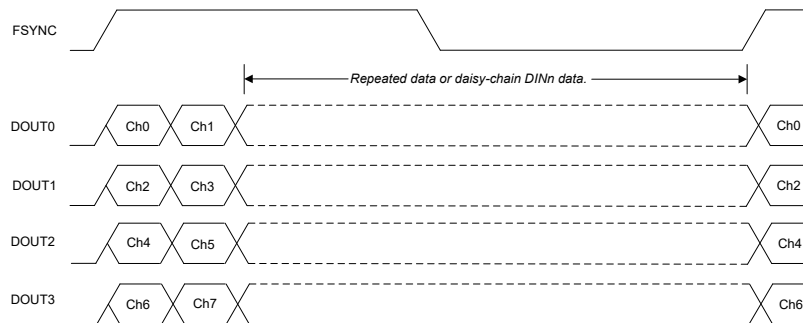 FSYNC
Repeated data or daisy-chain DINn data.
DOUT0 Ch0 Ch1 Ch0
DOUT1 Ch2 Ch3 Ch2
DOUT2 Ch4 Ch5 Ch4
DOUT3 Ch6 Ch7 Ch6